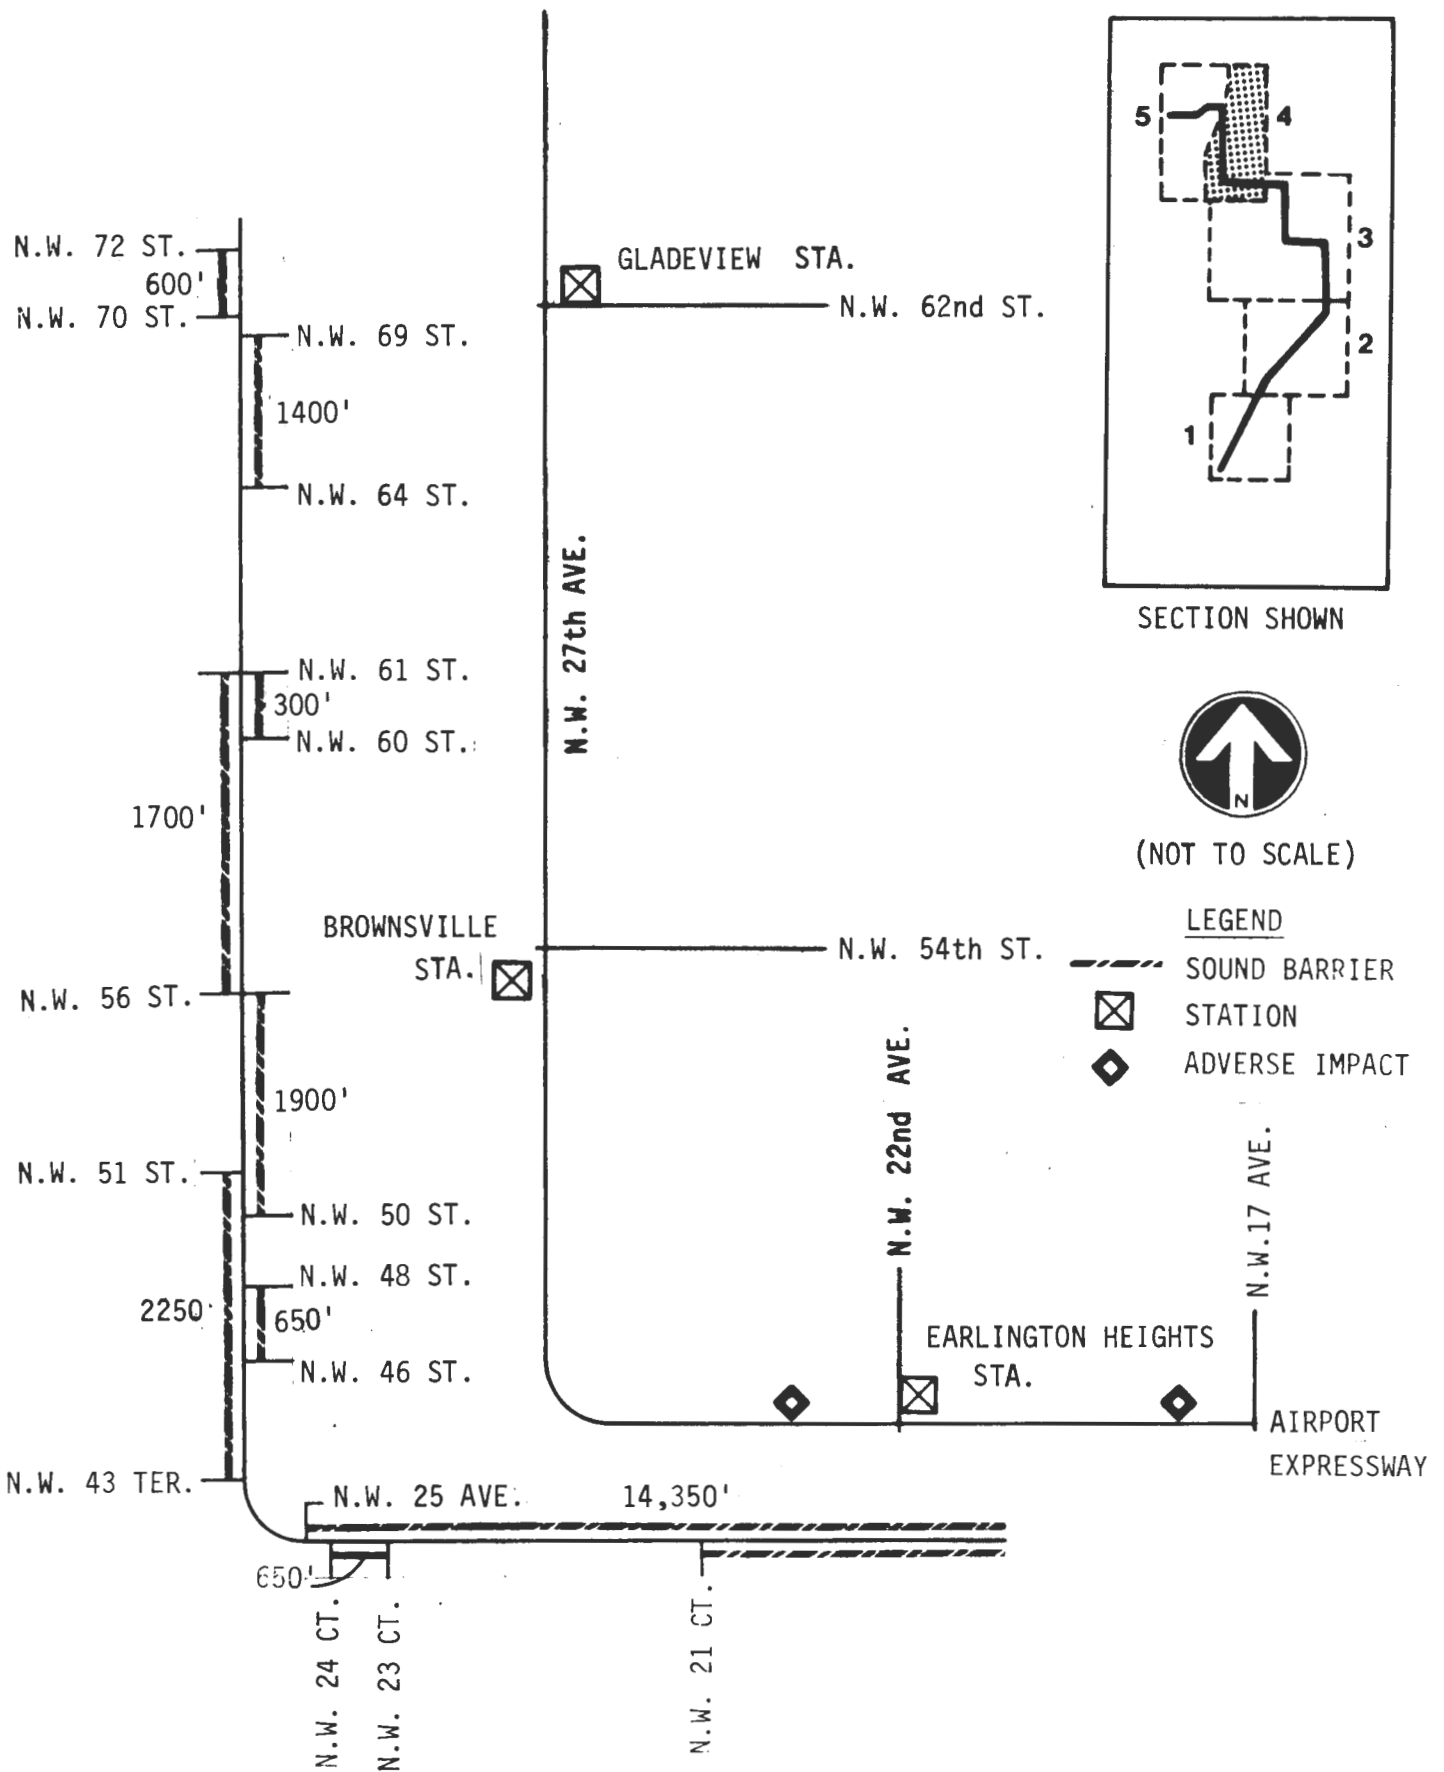 5
4
3
2
1
SECTION SHOWN
N
(NOT TO SCALE)
LEGEND
SOUND BARRIER
STATION
ADVERSE IMPACT
N.W. 72 ST.
600'
N.W. 70 ST.
N.W. 69 ST.
1400'
N.W. 64 ST.
N.W. 61 ST.
300'
N.W. 60 ST.
1700'
N.W. 56 ST.
1900'
N.W. 51 ST.
N.W. 50 ST.
N.W. 48 ST.
2250'
650'
N.W. 46 ST.
N.W. 43 TER.
N.W. 25 AVE.
14,350'
650'
N.W. 24 CT.
N.W. 23 CT.
N.W. 21 CT.
GLADEVIEW STA.
N.W. 62nd ST.
N.W. 27th AVE.
BROWNSVILLE
STA.
N.W. 54th ST.
N.W. 22nd AVE.
N.W.17 AVE.
EARLINGTON HEIGHTS
STA.
AIRPORT
EXPRESSWAY